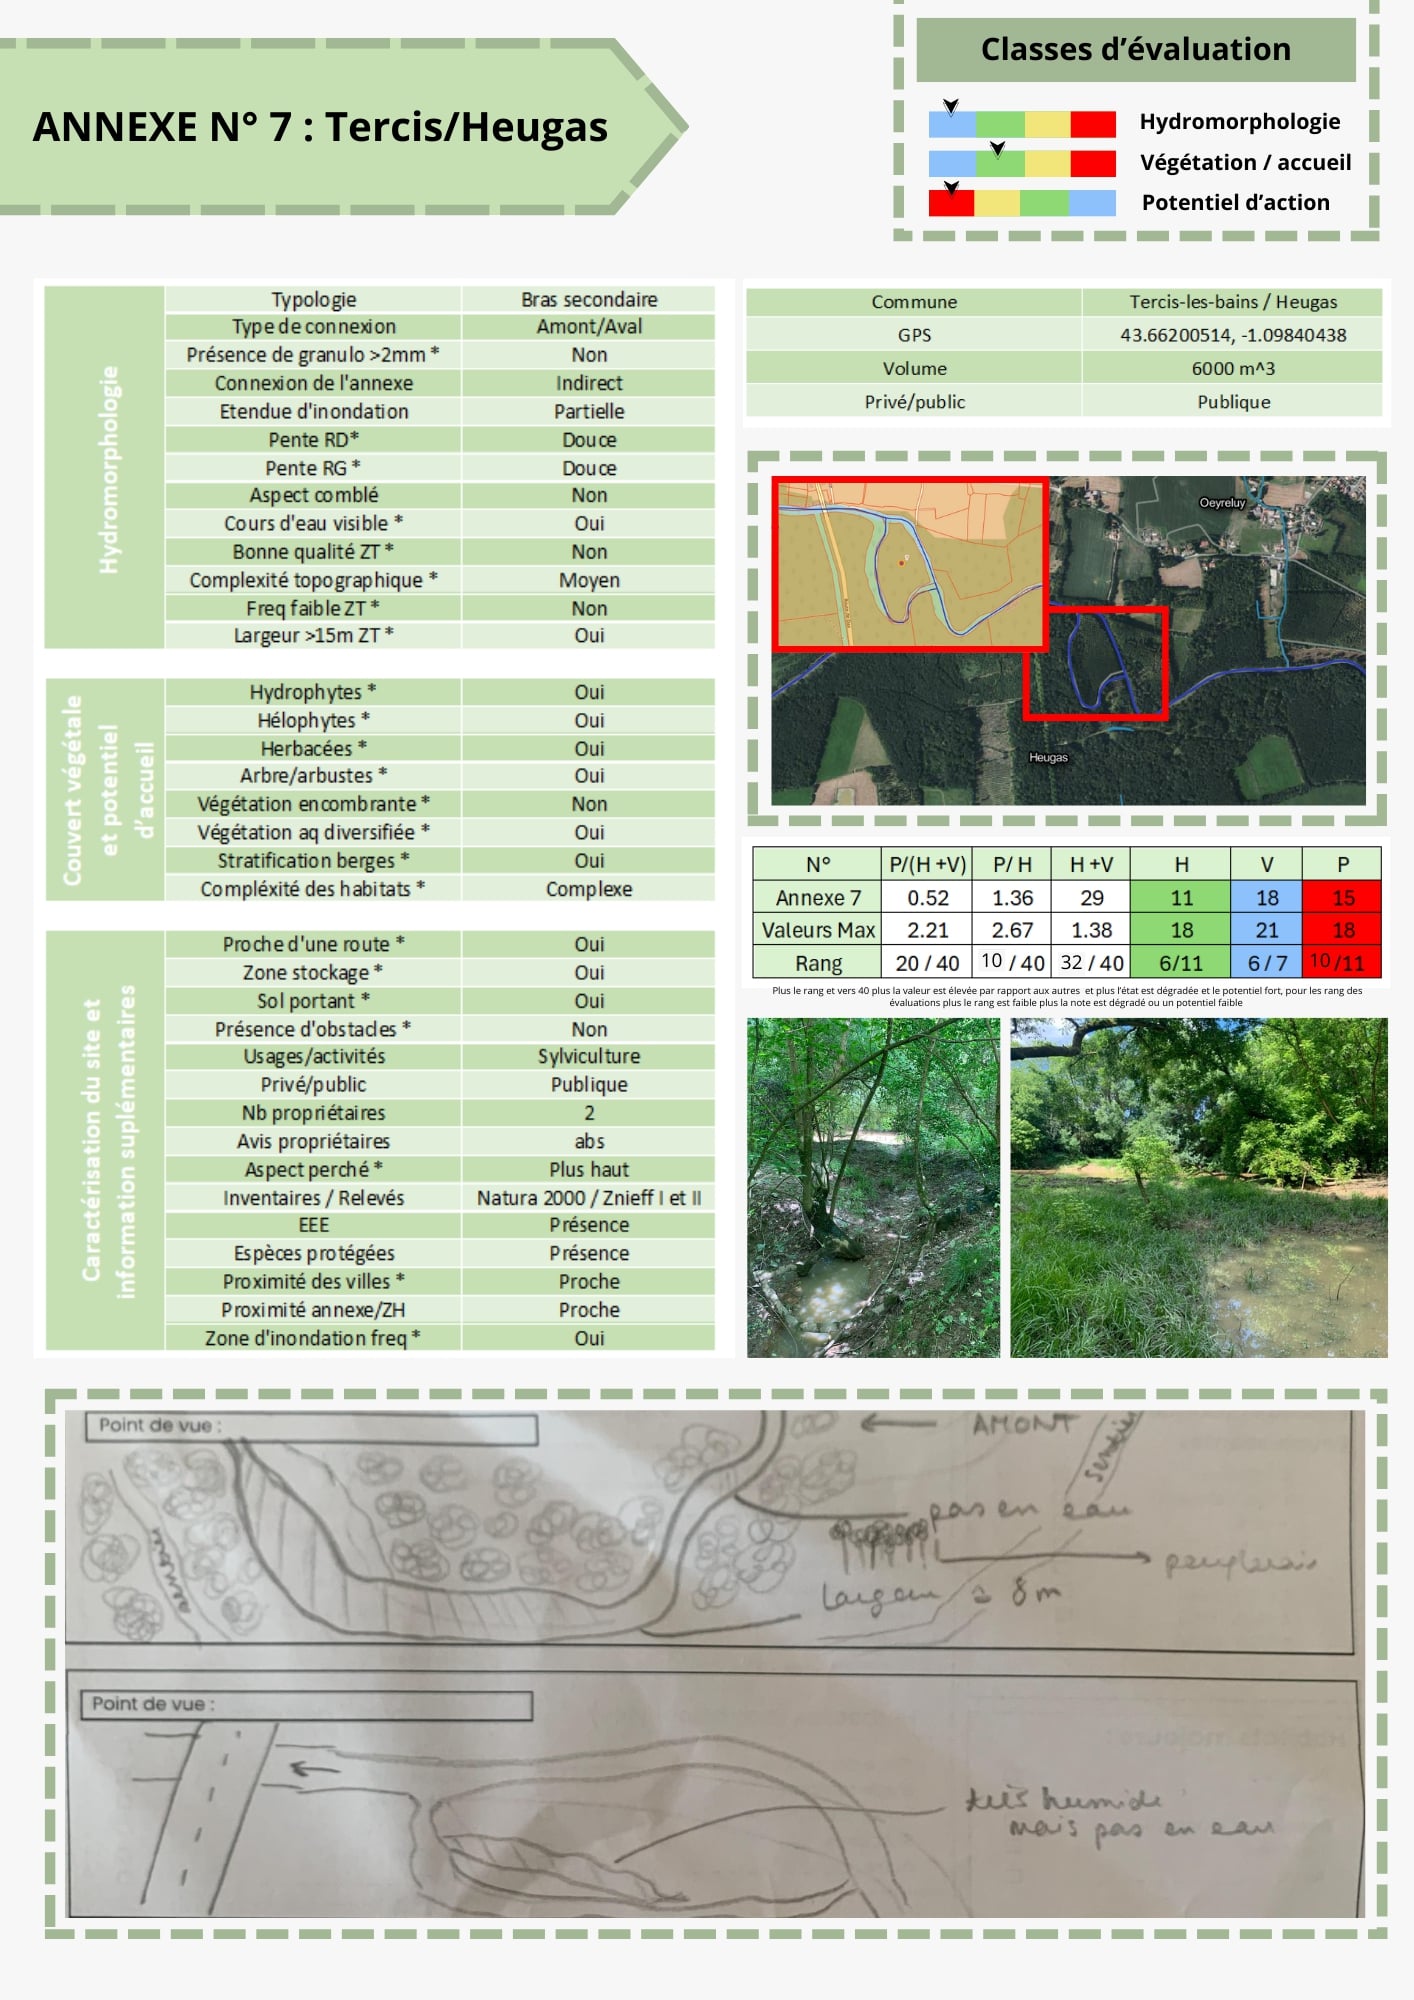 ANNEXE N° 7 : Tercis/Heugas
Classes d’évaluation
Hydromorphologie
Végétation / accueil
Potentiel d’action
Hydromorphologie
Typologie Bras secondaire
Type de connexion Amont/Aval
Présence de granulo >2mm * Non
Connexion de l'annexe Indirect
Etendue d'inondation Partielle
Pente RD* Douce
Pente RG * Douce
Aspect comblé Non
Cours d'eau visible * Oui
Bonne qualité ZT * Non
Complexité topographique * Moyen
Freq faible ZT * Non
Largeur >15m ZT * Oui
Couvert végétale
et potentiel
d’accueil
Hydrophytes * Oui
Hélophytes * Oui
Herbacées * Oui
Arbre/arbustes * Oui
Végétation encombrante * Non
Végétation aq diversifiée * Oui
Stratification berges * Oui
Compléxité des habitats * Complexe
Caractérisation du site et
information suplémentaires
Proche d'une route * Oui
Zone stockage * Oui
Sol portant * Oui
Présence d'obstacles * Non
Usages/activités Sylviculture
Privé/public Publique
Nb propriétaires 2
Avis propriétaires abs
Aspect perché * Plus haut
Inventaires / Relevés Natura 2000 / Znieff I et II
EEE Présence
Espèces protégées Présence
Proximité des villes * Proche
Proximité annexe/ZH Proche
Zone d'inondation freq * Oui
Commune Tercis-les-bains / Heugas
GPS 43.66200514, -1.09840438
Volume 6000 m^3
Privé/public Publique
Oeyreluy
Heugas
N° P/(H +V) P/ H H +V H V P
Annexe 7 0.52 1.36 29 11 18 15
Valeurs Max 2.21 2.67 1.38 18 21 18
Rang 20 / 40 10 / 40 32 / 40 6/11 6 / 7 10 /11
Plus le rang et vers 40 plus la valeur est élevée par rapport aux autres et plus l’état est dégradée et le potentiel fort, pour les rang des
évaluations plus le rang est faible plus la note est dégradé ou un potentiel faible
Point de vue :
AMONT
sentier
pas en eau
Largeur ≈ 8m
Point de vue :
très humide
mais pas en eau